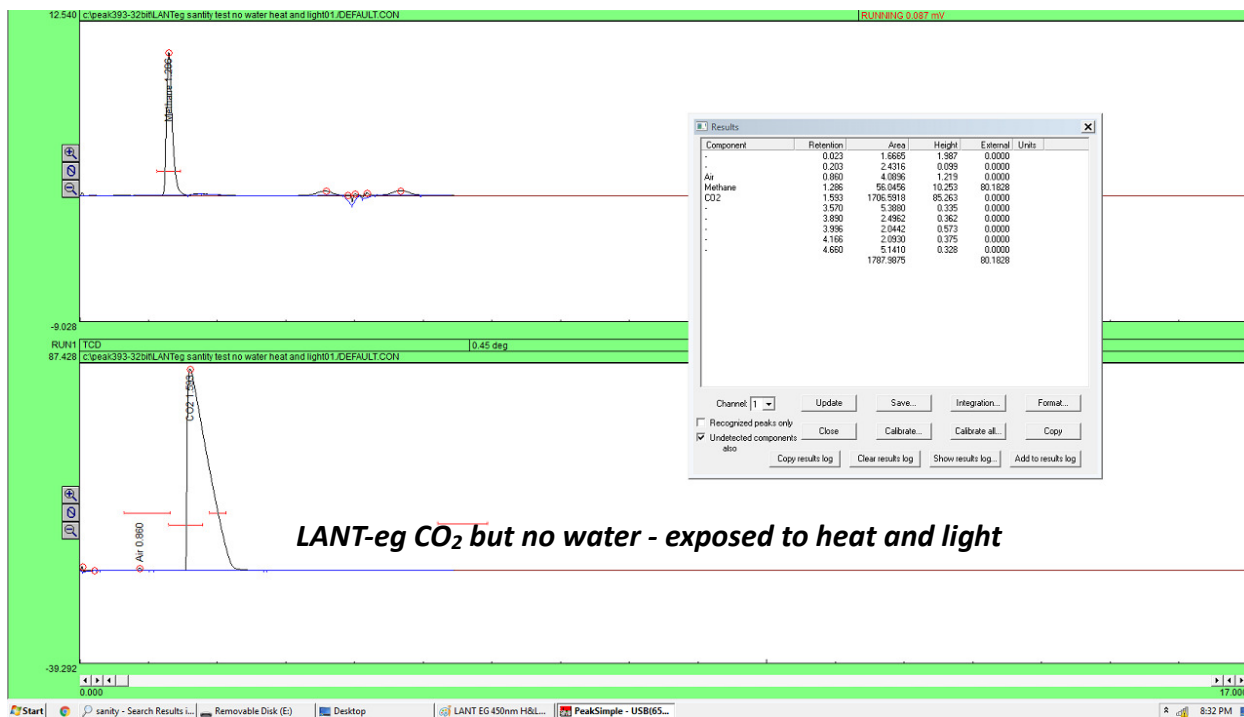 12.540 c:\peak393-32bit\LANTeg santity test no water heat and light01./DEFAULT.CON RUNNING 0.087 mV
Methane 1.286
-9.028
RUN1 TCD 0.45 deg
87.428 c:\peak393-32bit\LANTeg santity test no water heat and light01./DEFAULT.CON
CO2 1.593
Air 0.860
-39.292
0.000 17.000
Results
Component Retention Area Height External Units
- 0.023 1.6665 1.987 0.0000
- 0.203 2.4316 0.099 0.0000
Air 0.860 4.0896 1.219 0.0000
Methane 1.286 56.0456 10.253 80.1828
CO2 1.593 1706.5918 85.263 0.0000
- 3.570 5.3880 0.335 0.0000
- 3.890 2.4962 0.362 0.0000
- 3.996 2.0442 0.573 0.0000
- 4.166 2.0930 0.375 0.0000
- 4.660 5.1410 0.328 0.0000
1787.9875 80.1828
Channel: 1 Update Save... Integration... Format...
Recognized peaks only
Close Calibrate... Calibrate all... Copy
Undetected components also
Copy results log Clear results log Show results log... Add to results log
LANT-eg CO₂ but no water - exposed to heat and light
Start sanity - Search Results i... Removable Disk (E:) Desktop LANT EG 450nm H&L... PeakSimple - USB(65... 8:32 PM